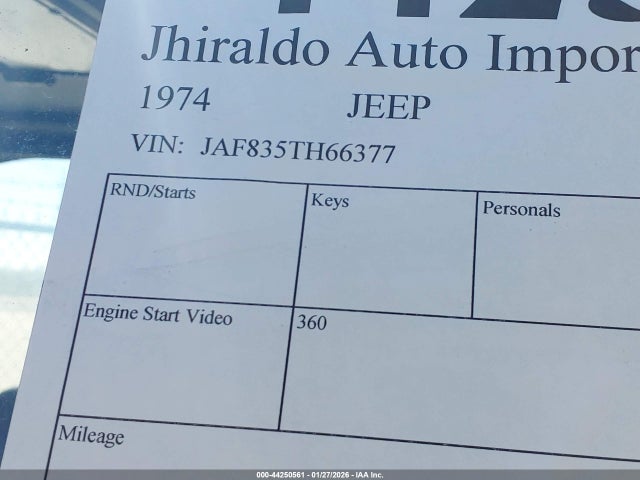 Jhiraldo Auto Impor
1974 JEEP
VIN: JAF835TH66377
RND/Starts Keys Personals
Engine Start Video 360
Mileage
000-44250561 - 01/27/2026 - IAA Inc.